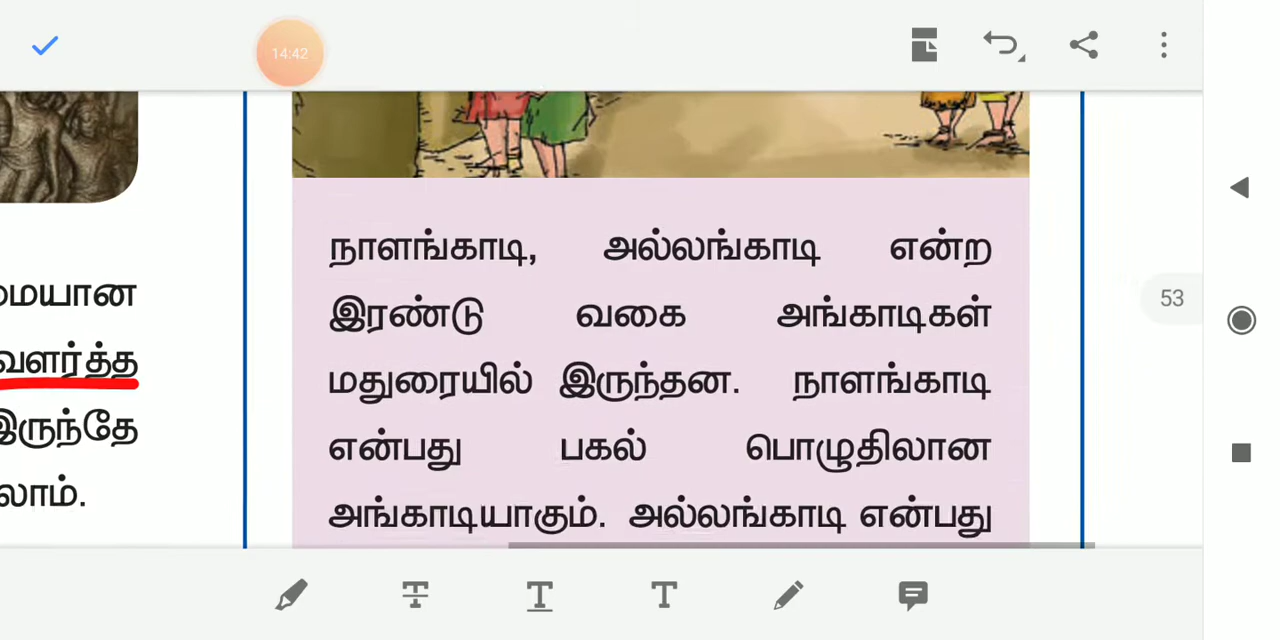 14:42
நாளங்காடி, அல்லங்காடி என்ற
இரண்டு வகை அங்காடிகள்
மதுரையில் இருந்தன. நாளங்காடி
என்பது பகல் பொழுதிலான
அங்காடியாகும். அல்லங்காடி என்பது
மையான
வளர்த்த
இருந்தே
லாம்.
53